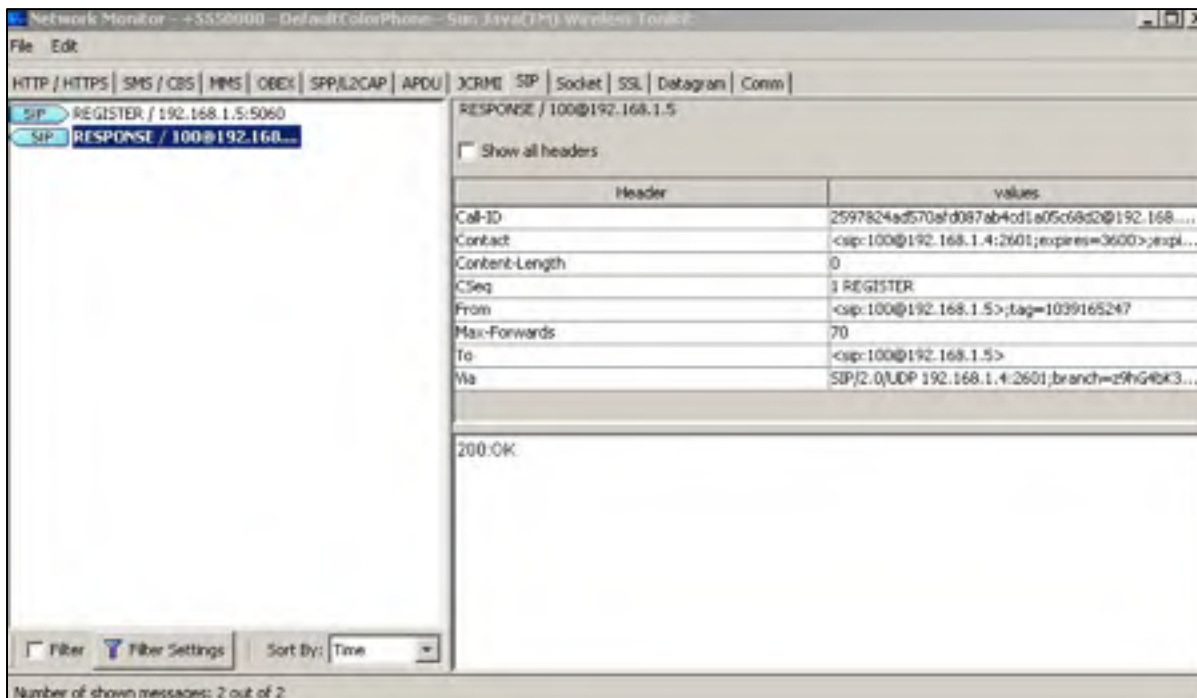 Network Monitor - +5550000 - DefaultColorPhone - Sun Java(TM) Wireless Toolkit
File Edit
HTTP / HTTPS SMS / CBS MMS OBEX SPP/L2CAP APDU JCRMI SIP Socket SSL Datagram Comm
SIP REGISTER / 192.168.1.5:5060
SIP RESPONSE / 100@192.168....
RESPONSE / 100@192.168.1.5
Show all headers
Header values
Call-ID 2597824ad570afd087ab4cd1a05c68d2@192.168....
Contact <sip:100@192.168.1.4:2601;expires=3600>;expi...
Content-Length 0
CSeq 1 REGISTER
From <sip:100@192.168.1.5>;tag=1039165247
Max-Forwards 70
To <sip:100@192.168.1.5>
Via SIP/2.0/UDP 192.168.1.4:2601;branch=z9hG4bK3...
200:OK
Filter Filter Settings Sort By: Time
Number of shown messages: 2 out of 2